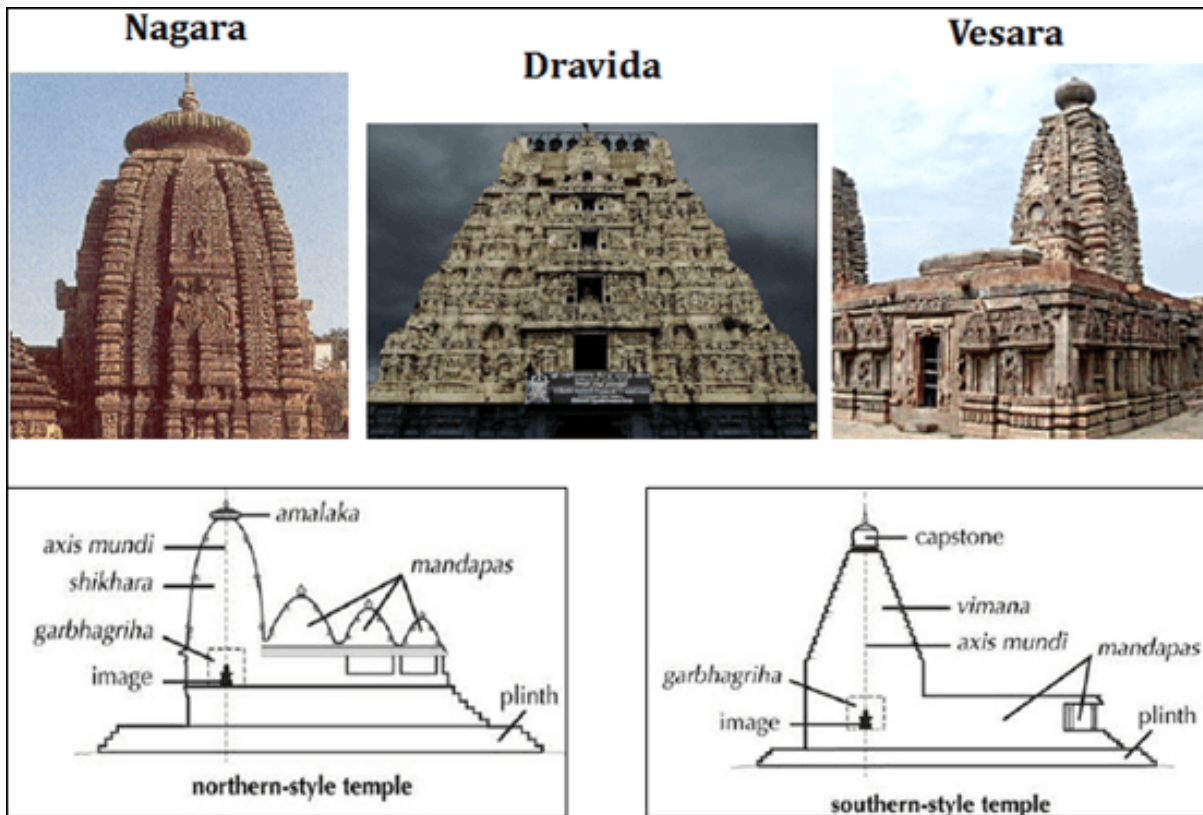 Nagara
Dravida
Vesara
amalaka
axis mundi
shikhara
mandapas
garbhagriha
image
plinth
northern-style temple
capstone
vimana
axis mundi
mandapas
garbhagriha
image
plinth
southern-style temple